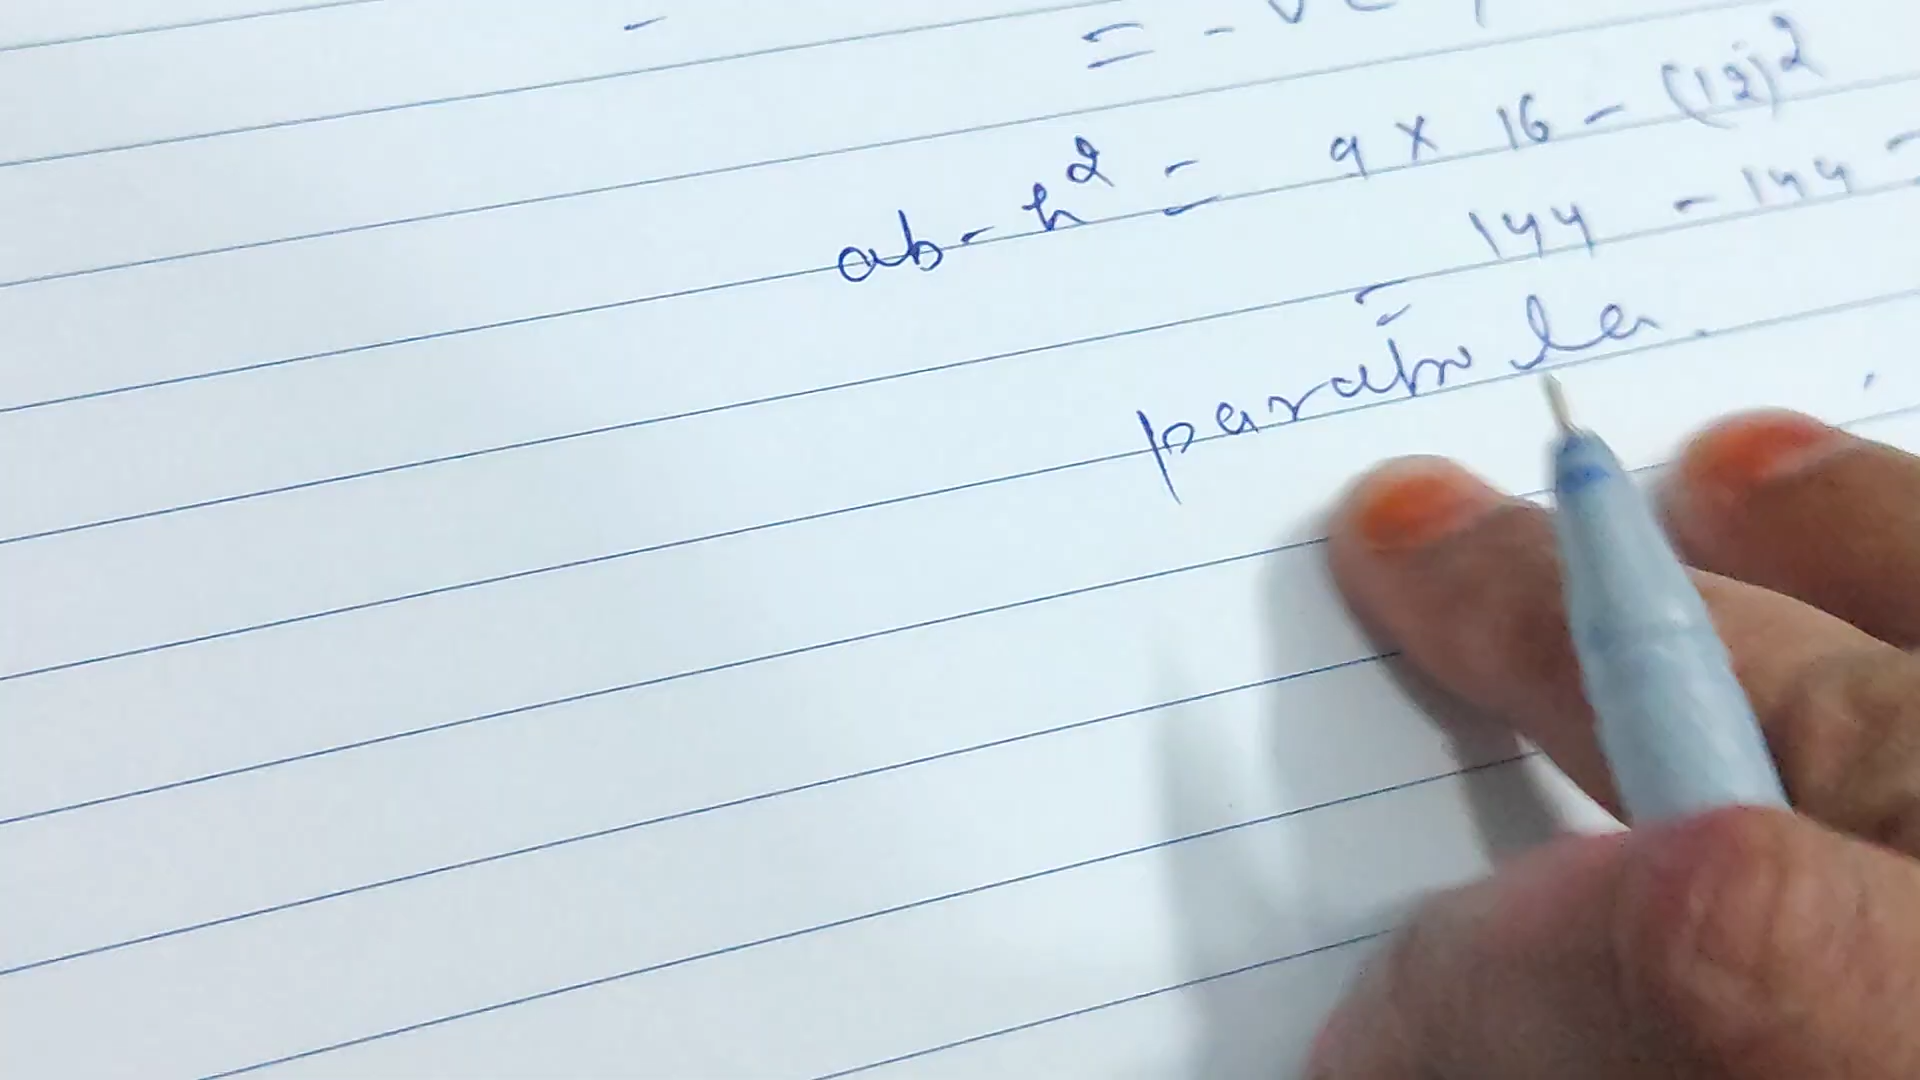 ab - h² = 9 × 16 - (12)²
= 144 - 144 =
parabola.